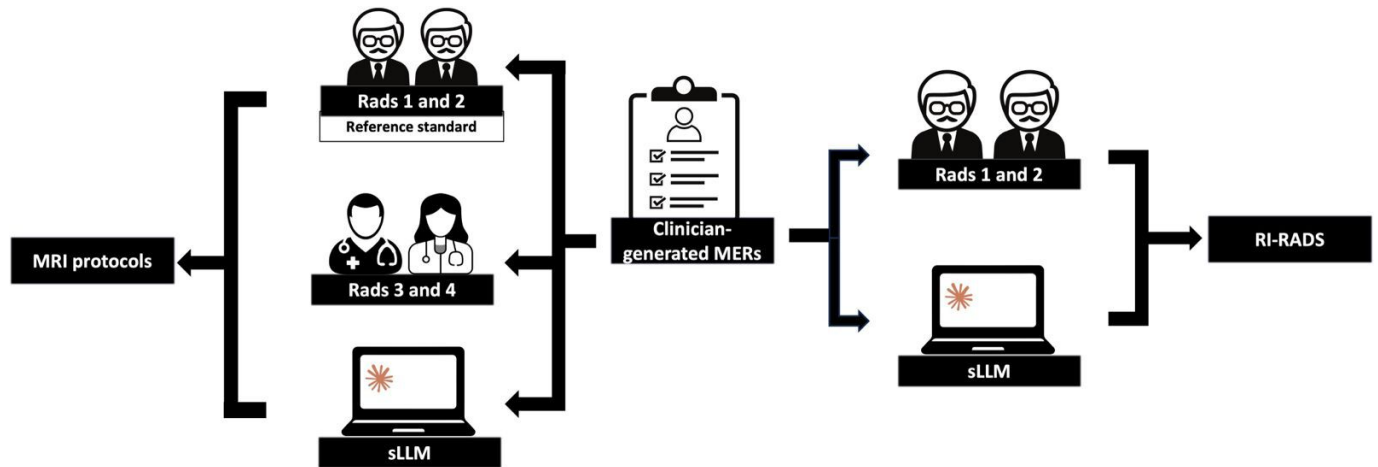 Rads 1 and 2
Reference standard
Rads 3 and 4
MRI protocols
sLLM
Clinician-
generated MERs
Rads 1 and 2
sLLM
RI-RADS